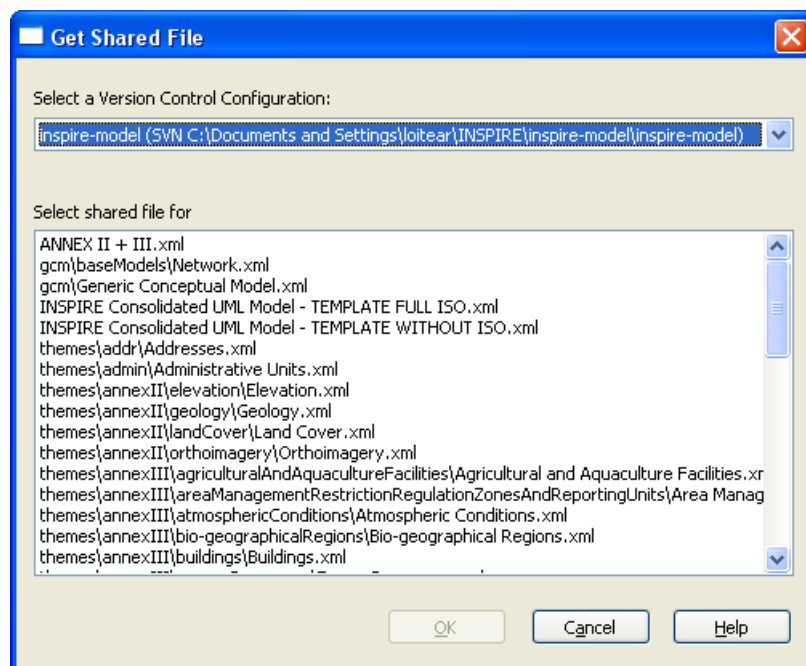 Get Shared File
Select a Version Control Configuration:
inspire-model (SVN C:\Documents and Settings\loitear\INSPIRE\inspire-model\inspire-model)
Select shared file for
ANNEX II + III.xml
gcm\baseModels\Network.xml
gcm\Generic Conceptual Model.xml
INSPIRE Consolidated UML Model - TEMPLATE FULL ISO.xml
INSPIRE Consolidated UML Model - TEMPLATE WITHOUT ISO.xml
themes\addr\Addresses.xml
themes\admin\Administrative Units.xml
themes\annexII\elevation\Elevation.xml
themes\annexII\geology\Geology.xml
themes\annexII\landCover\Land Cover.xml
themes\annexII\orthoimagery\Orthoimagery.xml
themes\annexIII\agriculturalAndAquacultureFacilities\Agricultural and Aquaculture Facilities.xr
themes\annexIII\areaManagementRestrictionRegulationZonesAndReportingUnits\Area Manag
themes\annexIII\atmosphericConditions\Atmospheric Conditions.xml
themes\annexIII\bio-geographicalRegions\Bio-geographical Regions.xml
themes\annexIII\buildings\Buildings.xml
OK Cancel Help